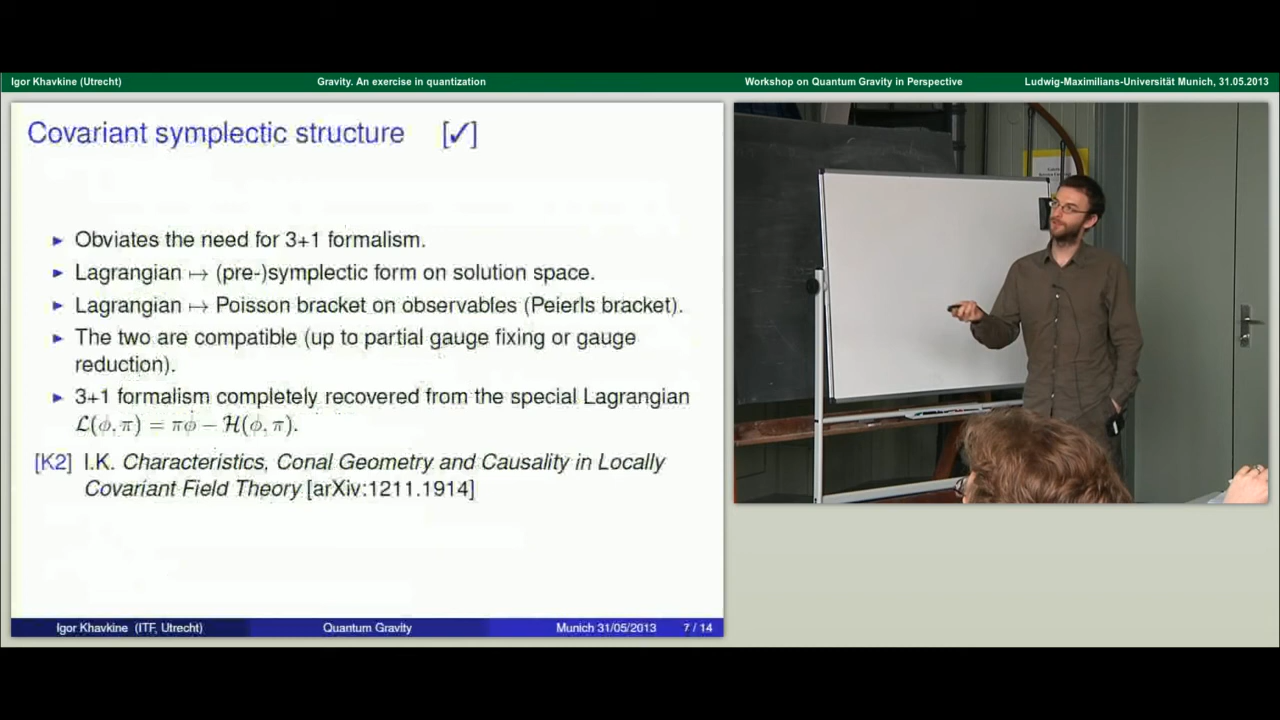 Igor Khavkine (Utrecht) Gravity. An exercise in quantization Workshop on Quantum Gravity in Perspective Ludwig-Maximilians-Universität Munich, 31.05.2013
Covariant symplectic structure [✓]
▶ Obviates the need for 3+1 formalism.
▶ Lagrangian ↦ (pre-)symplectic form on solution space.
▶ Lagrangian ↦ Poisson bracket on observables (Peierls bracket).
▶ The two are compatible (up to partial gauge fixing or gauge
reduction).
▶ 3+1 formalism completely recovered from the special Lagrangian
ℒ(ϕ, π) = πϕ̇ − ℋ(ϕ, π).
[K2] I.K. Characteristics, Conal Geometry and Causality in Locally
Covariant Field Theory [arXiv:1211.1914]
Igor Khavkine (ITF, Utrecht) Quantum Gravity Munich 31/05/2013 7 / 14